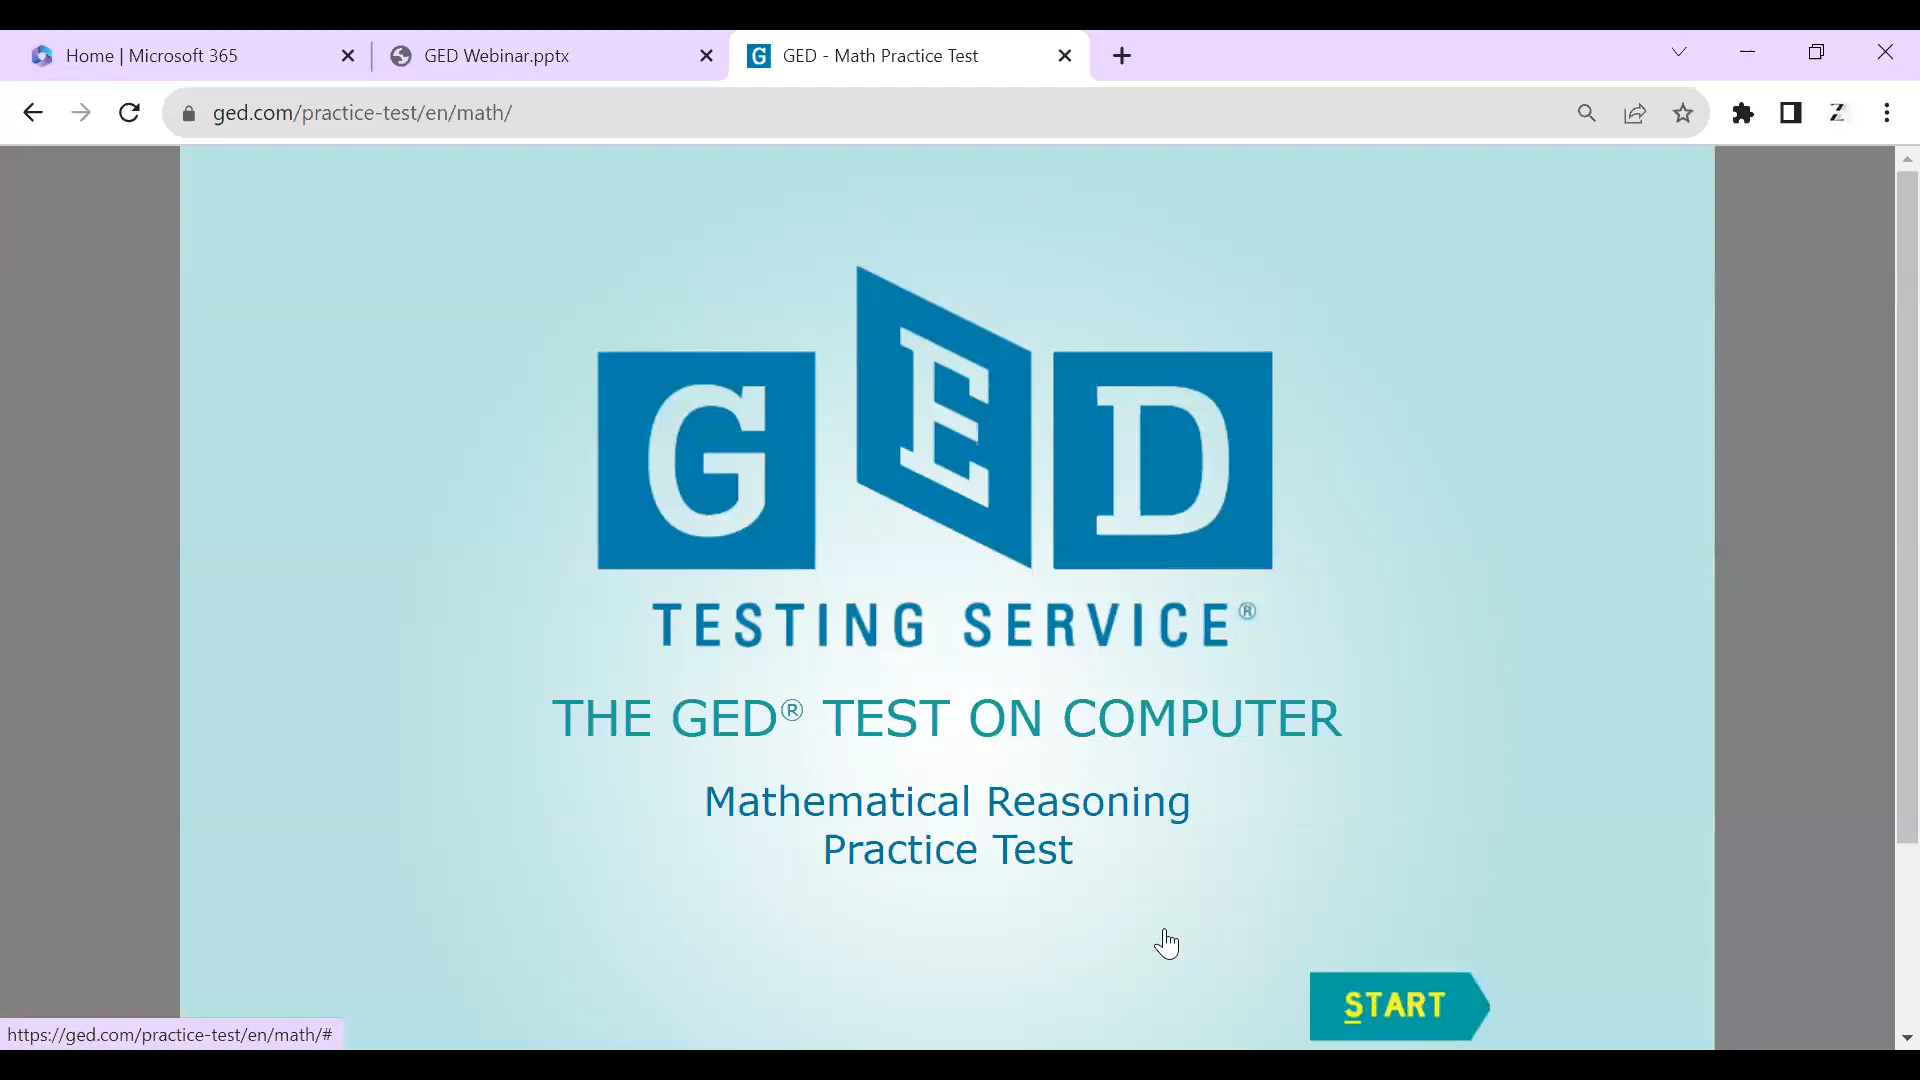 Home | Microsoft 365
GED Webinar.pptx
GED - Math Practice Test
ged.com/practice-test/en/math/
GED
TESTING SERVICE®
THE GED® TEST ON COMPUTER
Mathematical Reasoning
Practice Test
START
https://ged.com/practice-test/en/math/#